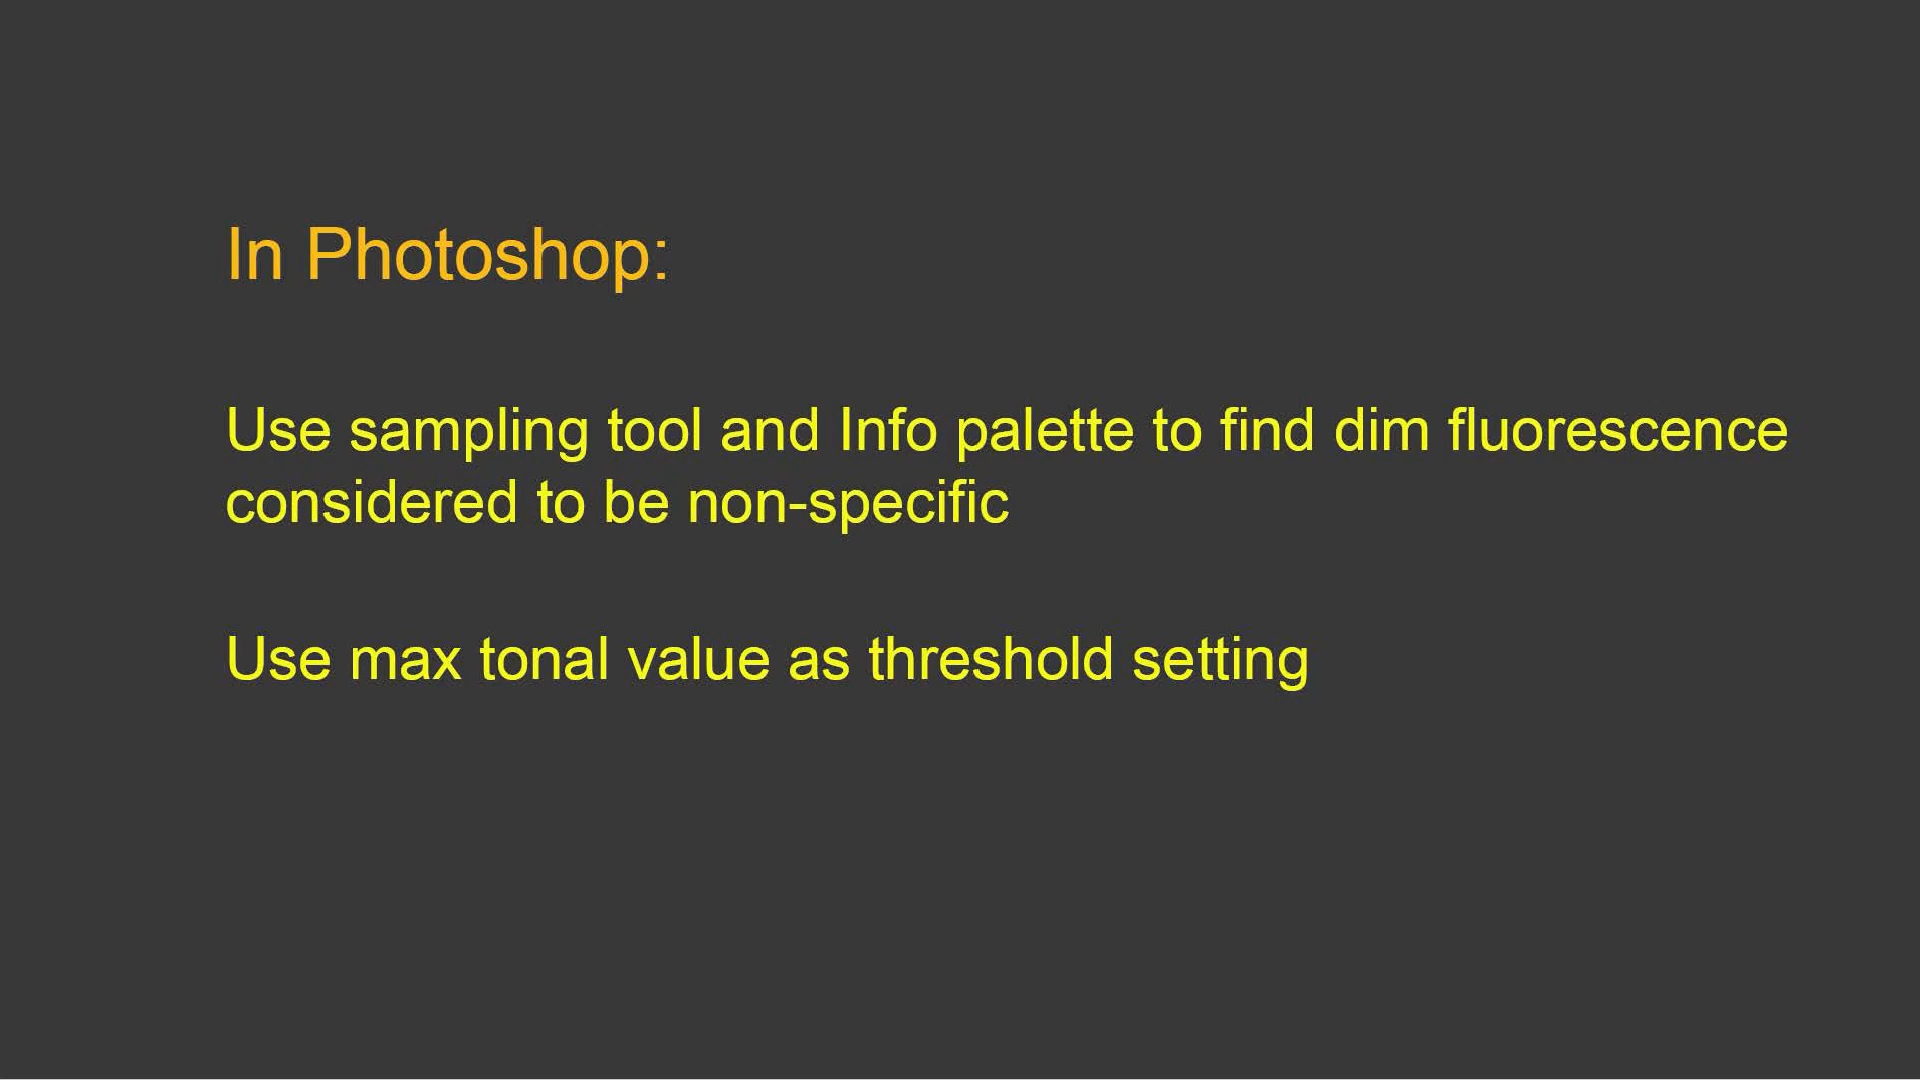 In Photoshop:
Use sampling tool and Info palette to find dim fluorescence
considered to be non-specific
Use max tonal value as threshold setting